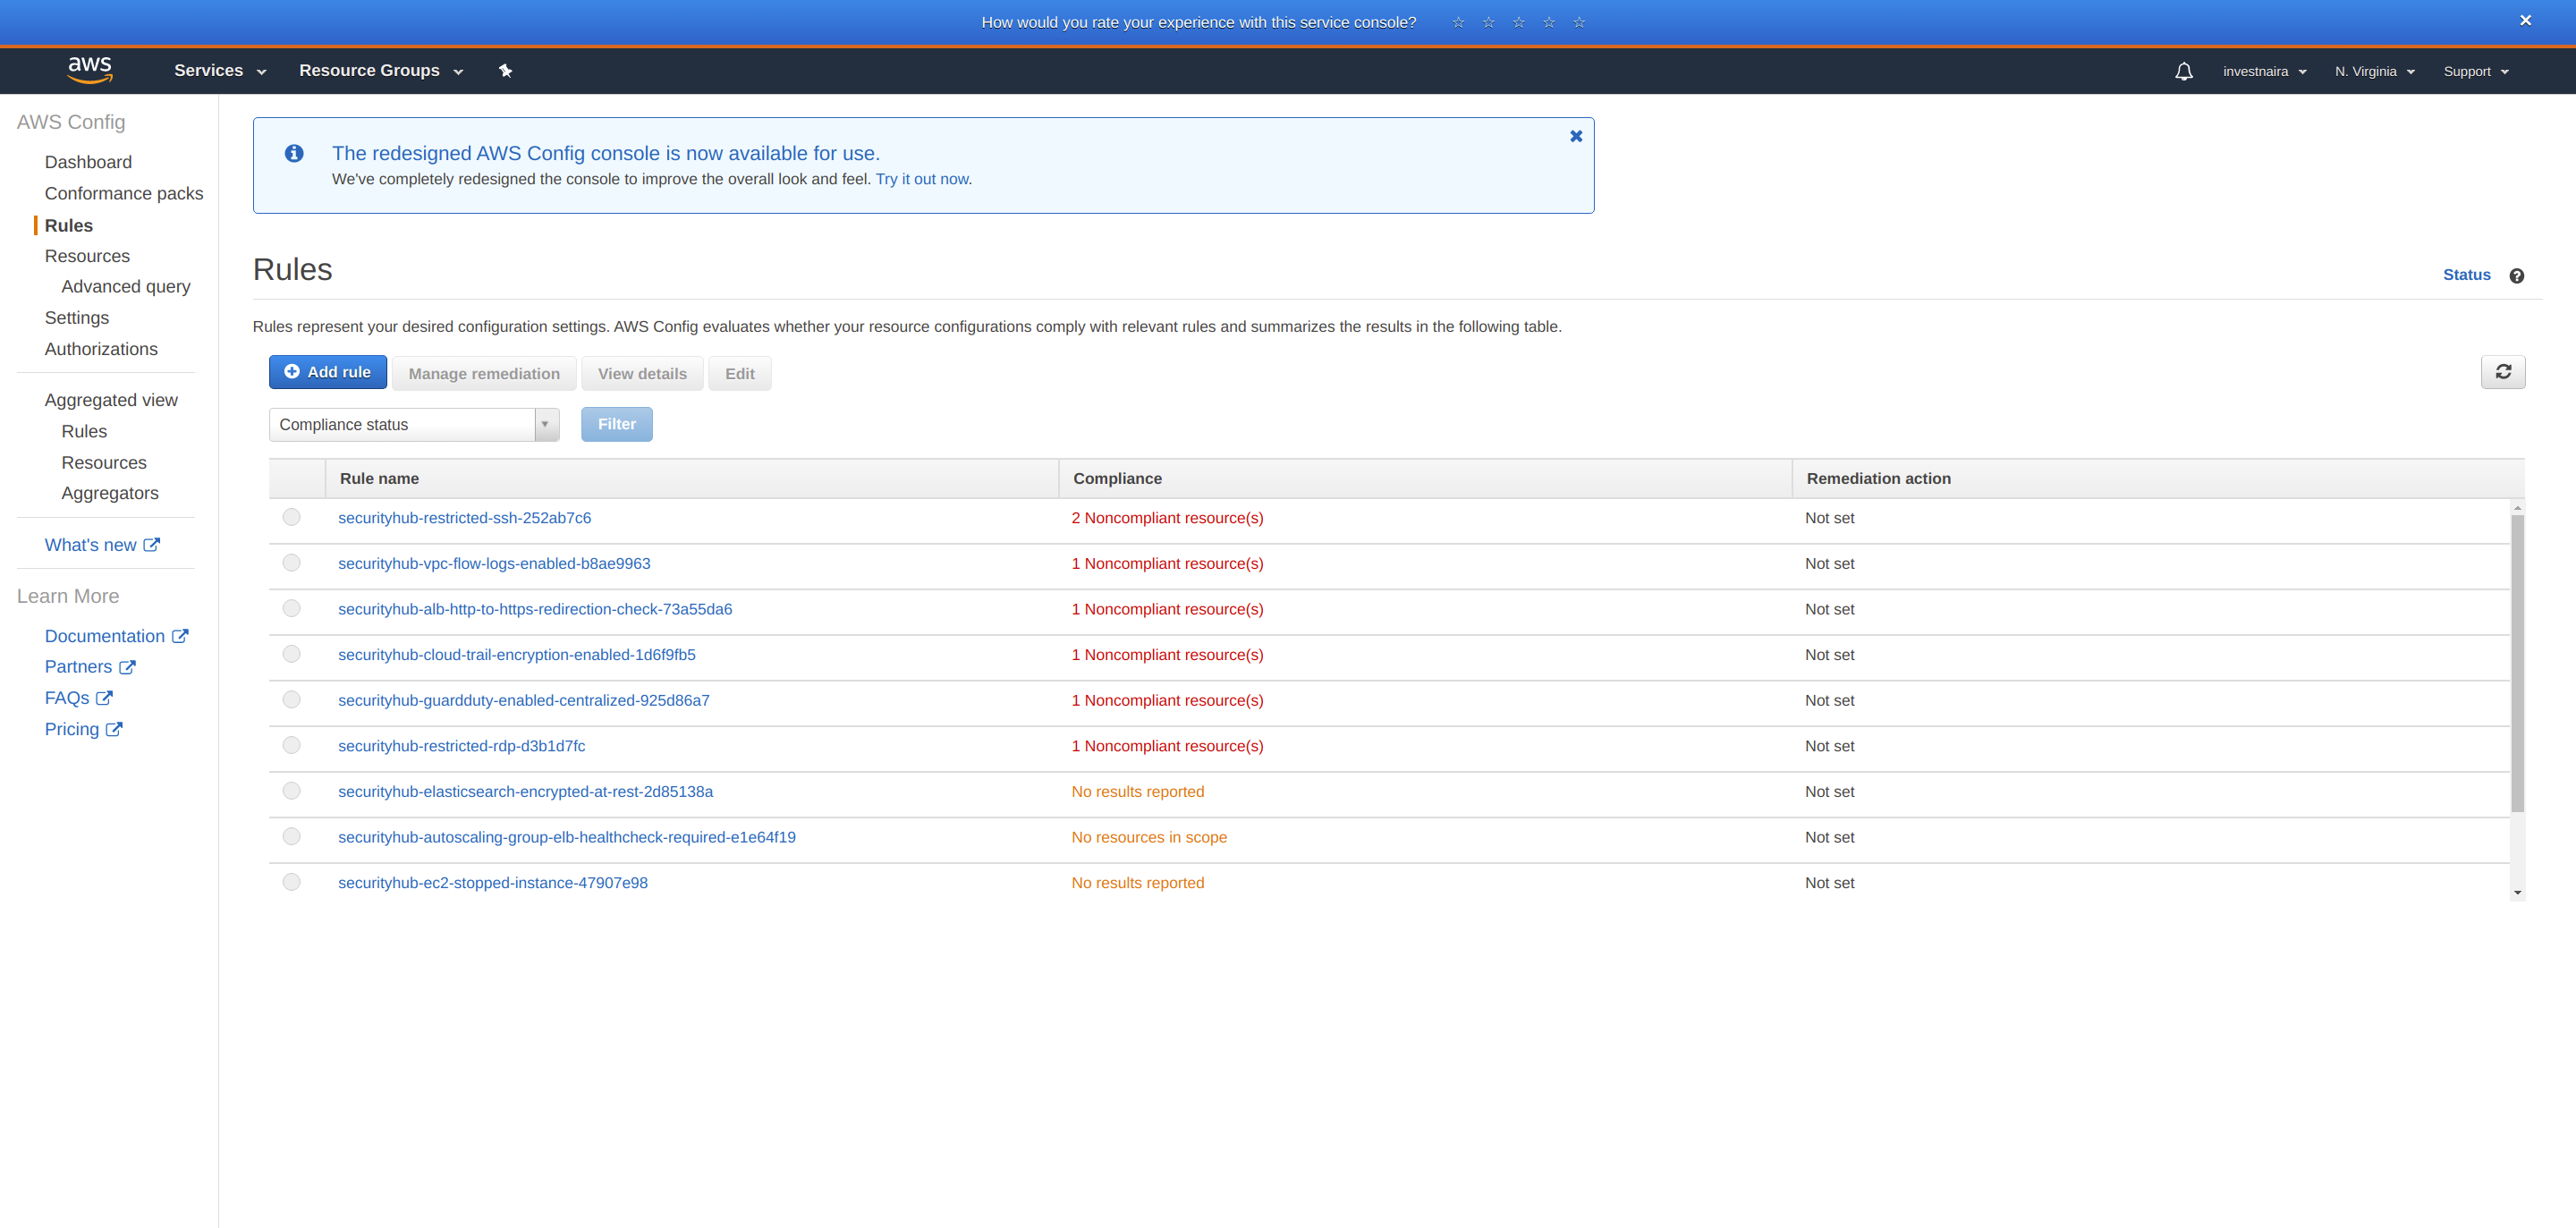 How would you rate your experience with this service console? ☆ ☆ ☆ ☆ ☆
aws Services Resource Groups investnaira N. Virginia Support
AWS Config
Dashboard
Conformance packs
Rules
Resources
Advanced query
Settings
Authorizations
Aggregated view
Rules
Resources
Aggregators
What's new
Learn More
Documentation
Partners
FAQs
Pricing
The redesigned AWS Config console is now available for use.
We've completely redesigned the console to improve the overall look and feel. Try it out now.
Rules Status
Rules represent your desired configuration settings. AWS Config evaluates whether your resource configurations comply with relevant rules and summarizes the results in the following table.
Add rule Manage remediation View details Edit
Compliance status Filter
Rule name Compliance Remediation action
securityhub-restricted-ssh-252ab7c6 2 Noncompliant resource(s) Not set
securityhub-vpc-flow-logs-enabled-b8ae9963 1 Noncompliant resource(s) Not set
securityhub-alb-http-to-https-redirection-check-73a55da6 1 Noncompliant resource(s) Not set
securityhub-cloud-trail-encryption-enabled-1d6f9fb5 1 Noncompliant resource(s) Not set
securityhub-guardduty-enabled-centralized-925d86a7 1 Noncompliant resource(s) Not set
securityhub-restricted-rdp-d3b1d7fc 1 Noncompliant resource(s) Not set
securityhub-elasticsearch-encrypted-at-rest-2d85138a No results reported Not set
securityhub-autoscaling-group-elb-healthcheck-required-e1e64f19 No resources in scope Not set
securityhub-ec2-stopped-instance-47907e98 No results reported Not set